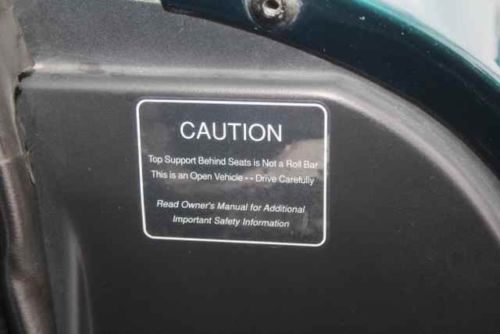 CAUTION
Top Support Behind Seats is Not a Roll Bar
This is an Open Vehicle -- Drive Carefully
Read Owner's Manual for Additional
Important Safety Information